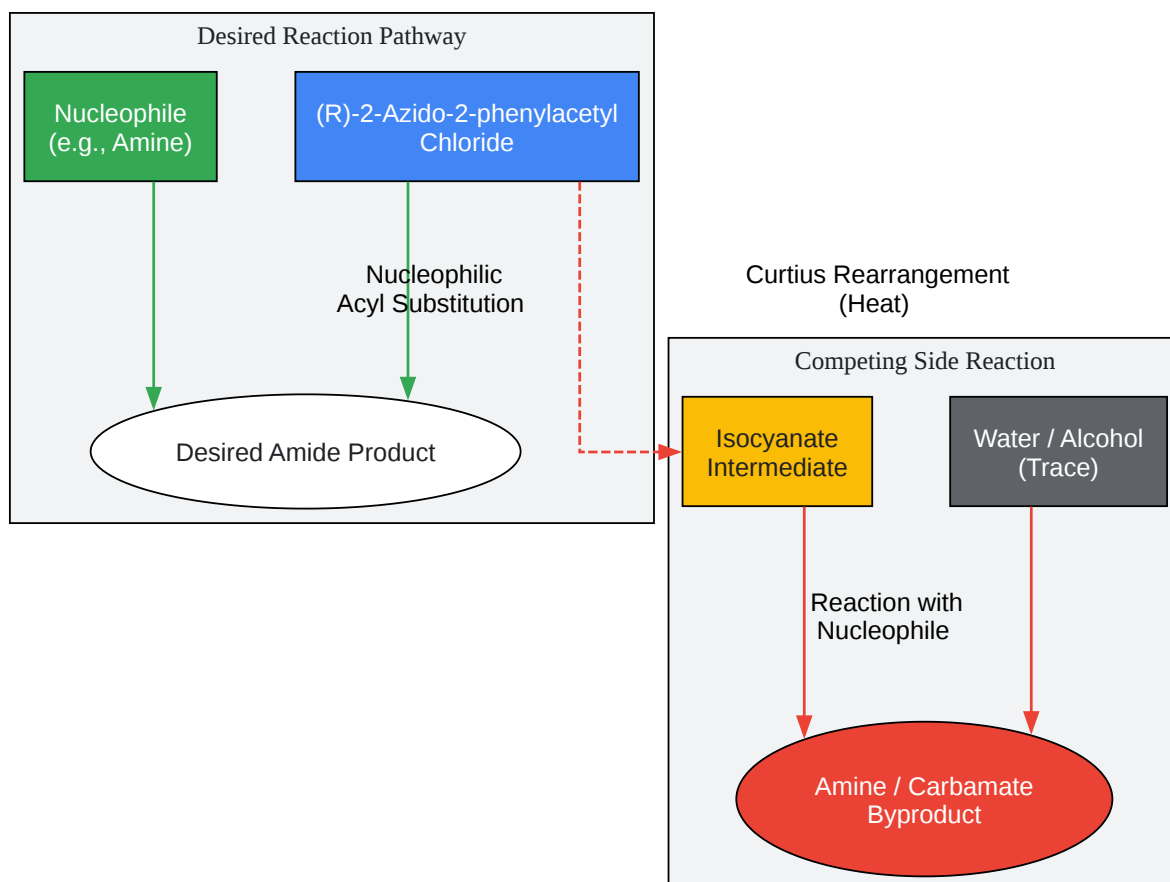 Desired Reaction Pathway
Nucleophile
(e.g., Amine)
(R)-2-Azido-2-phenylacetyl
Chloride
Nucleophilic
Acyl Substitution
Desired Amide Product
Curtius Rearrangement
(Heat)
Competing Side Reaction
Isocyanate
Intermediate
Water / Alcohol
(Trace)
Reaction with
Nucleophile
Amine / Carbamate
Byproduct